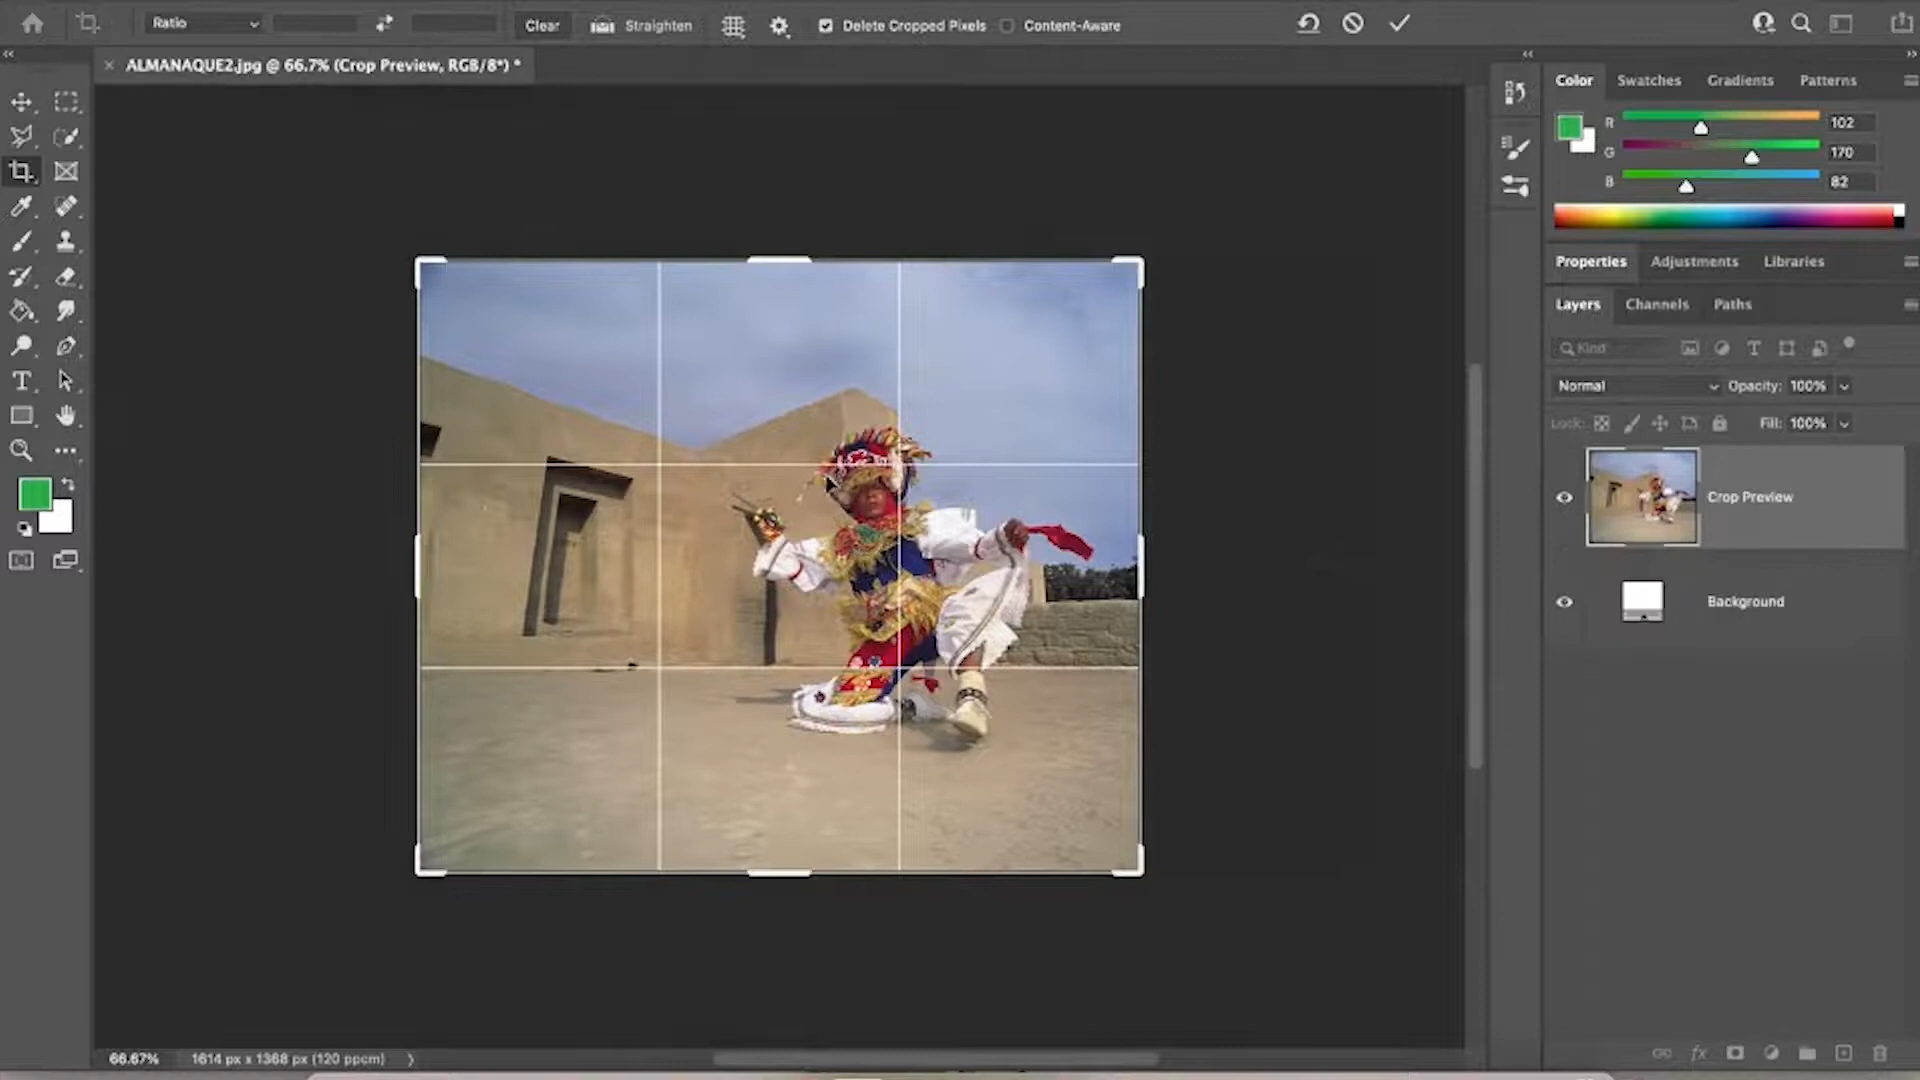 Ratio
Clear
Straighten
Delete Cropped Pixels
Content-Aware
ALMANAQUE2.jpg @ 66.7% (Crop Preview, RGB/8*) *
Color
Swatches
Gradients
Patterns
R
102
G
170
B
82
Properties
Adjustments
Libraries
Layers
Channels
Paths
Kind
Normal
Opacity: 100%
Lock:
Fill: 100%
Crop Preview
Background
66.67%
1614 px x 1368 px (120 ppcm)